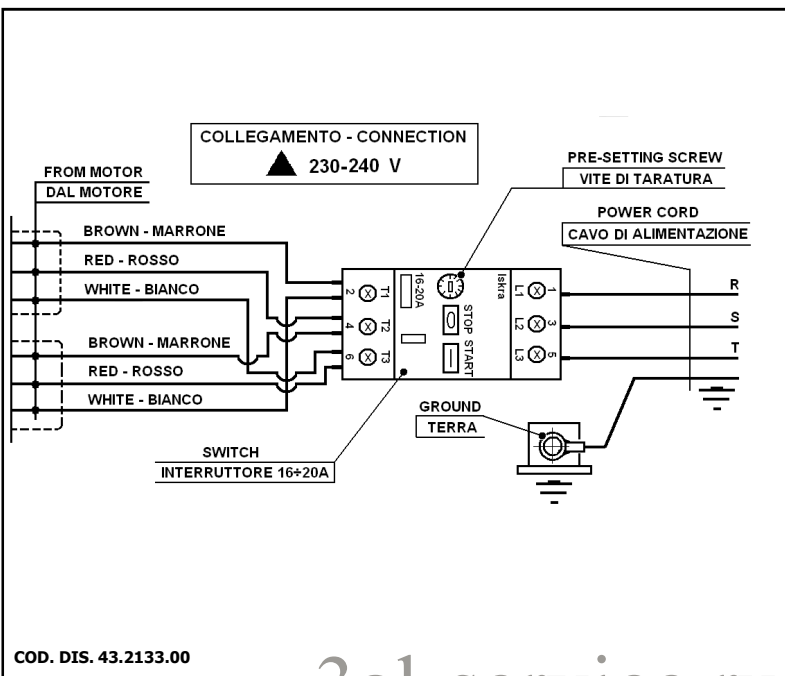 COLLEGAMENTO - CONNECTION
230-240 V
FROM MOTOR
DAL MOTORE
PRE-SETTING SCREW
VITE DI TARATURA
POWER CORD
CAVO DI ALIMENTAZIONE
BROWN - MARRONE
RED - ROSSO
WHITE - BIANCO
BROWN - MARRONE
RED - ROSSO
WHITE - BIANCO
2 T1
4 T2
6 T3
16-20A
STOP
START
Iskra
L1 1
L2 3
L3 5
R
S
T
GROUND
TERRA
SWITCH
INTERRUTTORE 16÷20A
COD. DIS. 43.2133.00